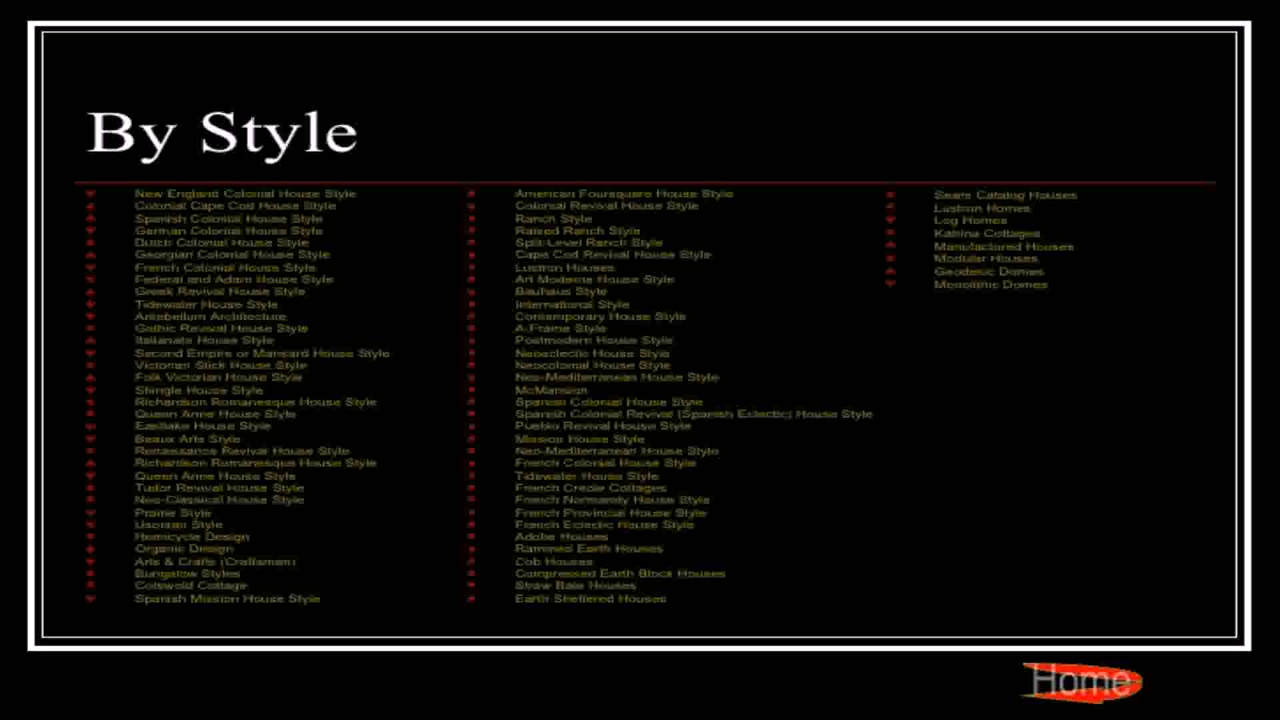 By Style
New England Colonial House Style
Colonial Cape Cod House Style
Spanish Colonial House Style
German Colonial House Style
Dutch Colonial House Style
Georgian Colonial House Style
French Colonial House Style
Federal and Adam House Style
Greek Revival House Style
Tidewater House Style
Antebellum Architecture
Gothic Revival House Style
Italianate House Style
Second Empire or Mansard House Style
Victorian Stick House Style
Folk Victorian House Style
Shingle House Style
Richardson Romanesque House Style
Queen Anne House Style
Eastlake House Style
Beaux Arts Style
Renaissance Revival House Style
Richardson Romanesque House Style
Queen Anne House Style
Tudor Revival House Style
Neo-Classical House Style
Prairie Style
Usonian Style
Hemicycle Design
Organic Design
Arts & Crafts (Craftsman)
Bungalow Styles
Cotswold Cottage
Spanish Mission House Style
American Foursquare House Style
Colonial Revival House Style
Ranch Style
Raised Ranch Style
Split-Level Ranch Style
Cape Cod Revival House Style
Lustron Houses
Art Moderne House Style
Bauhaus Style
International Style
Contemporary House Style
A-Frame Style
Postmodern House Style
Neoeclectic House Style
Neocolonial House Style
Neo-Mediterranean House Style
McMansion
Spanish Colonial House Style
Spanish Colonial Revival (Spanish Eclectic) House Style
Pueblo Revival House Style
Mission House Style
Neo-Mediterranean House Style
French Colonial House Style
Tidewater House Style
French Creole Cottages
French Normandy House Style
French Provincial House Style
French Eclectic House Style
Adobe Houses
Rammed Earth Houses
Cob Houses
Compressed Earth Block Houses
Straw Bale Houses
Earth Sheltered Houses
Sears Catalog Houses
Lustron Homes
Log Homes
Katrina Cottages
Manufactured Houses
Modular Houses
Geodesic Domes
Monolithic Domes
Home